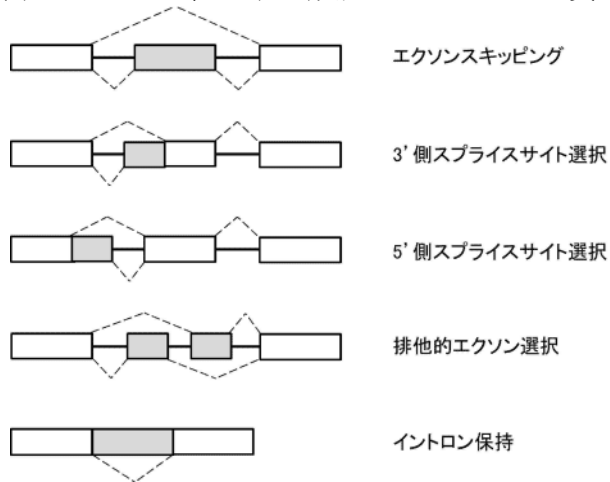 エクソンスキッピング
3’側スプライスサイト選択
5’側スプライスサイト選択
排他的エクソン選択
イントロン保持